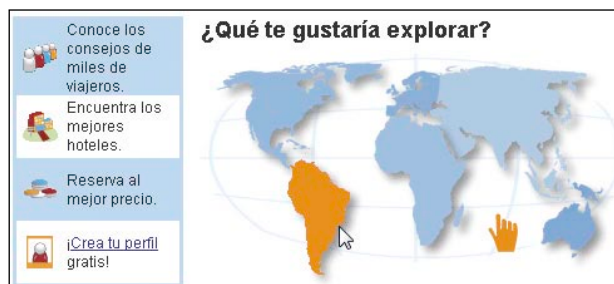 Conoce los
consejos de
miles de
viajeros.
Encuentra los
mejores
hoteles.
Reserva al
mejor precio.
¡Crea tu perfil
gratis!
¿Qué te gustaría explorar?